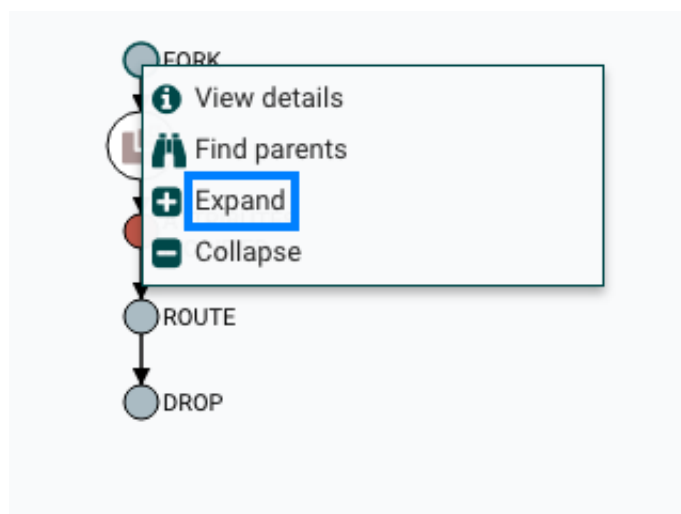 FORK
View details
Find parents
Expand
Collapse
ROUTE
DROP